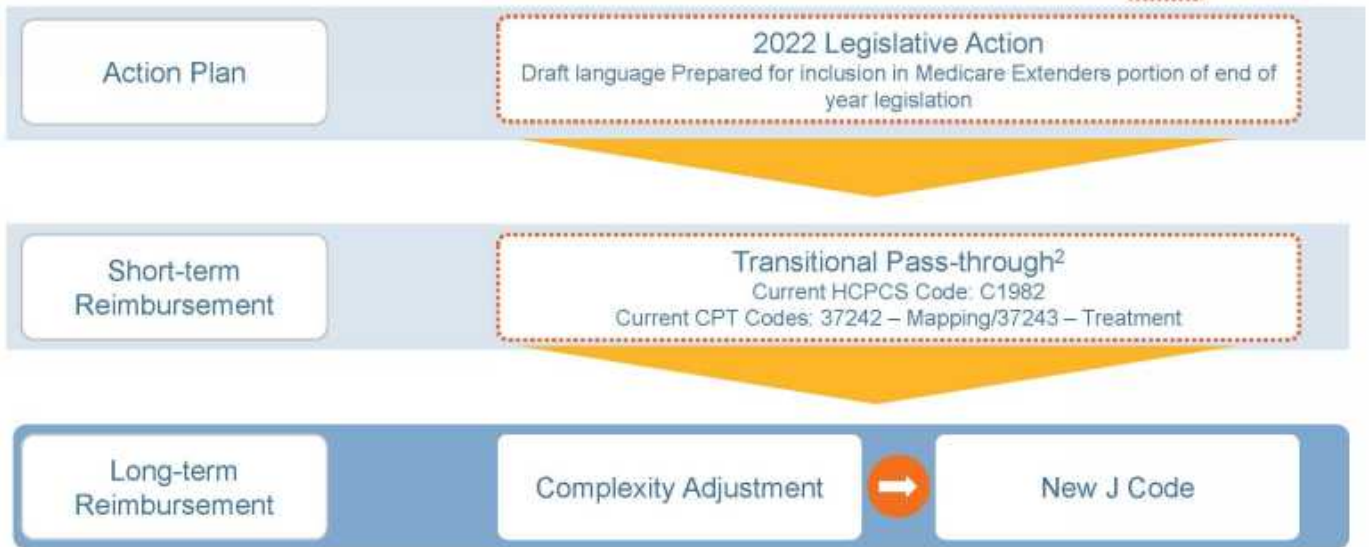 Action Plan
2022 Legislative Action
Draft language Prepared for inclusion in Medicare Extenders portion of end of
year legislation
Short-term
Reimbursement
Transitional Pass-through²
Current HCPCS Code: C1982
Current CPT Codes: 37242 – Mapping/37243 – Treatment
Long-term
Reimbursement
Complexity Adjustment
New J Code